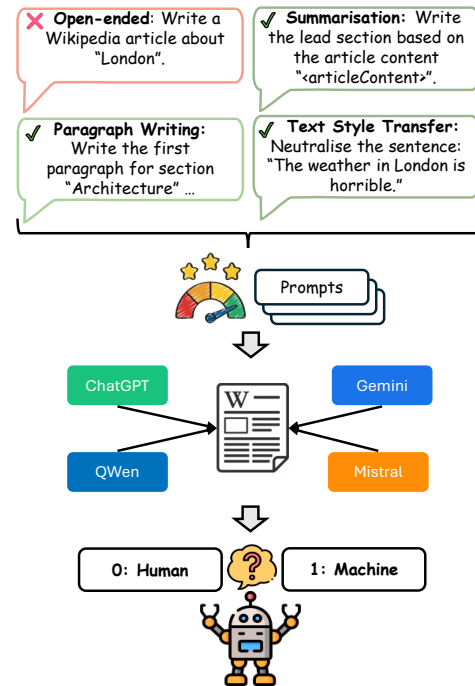 Open-ended: Write a
Wikipedia article about
“London”.
Summarisation: Write
the lead section based on
the article content
“<articleContent>”.
Paragraph Writing:
Write the first
paragraph for section
“Architecture” …
Text Style Transfer:
Neutralise the sentence:
“The weather in London is
horrible.”
Prompts
ChatGPT
Gemini
W
QWen
Mistral
0: Human
?
1: Machine